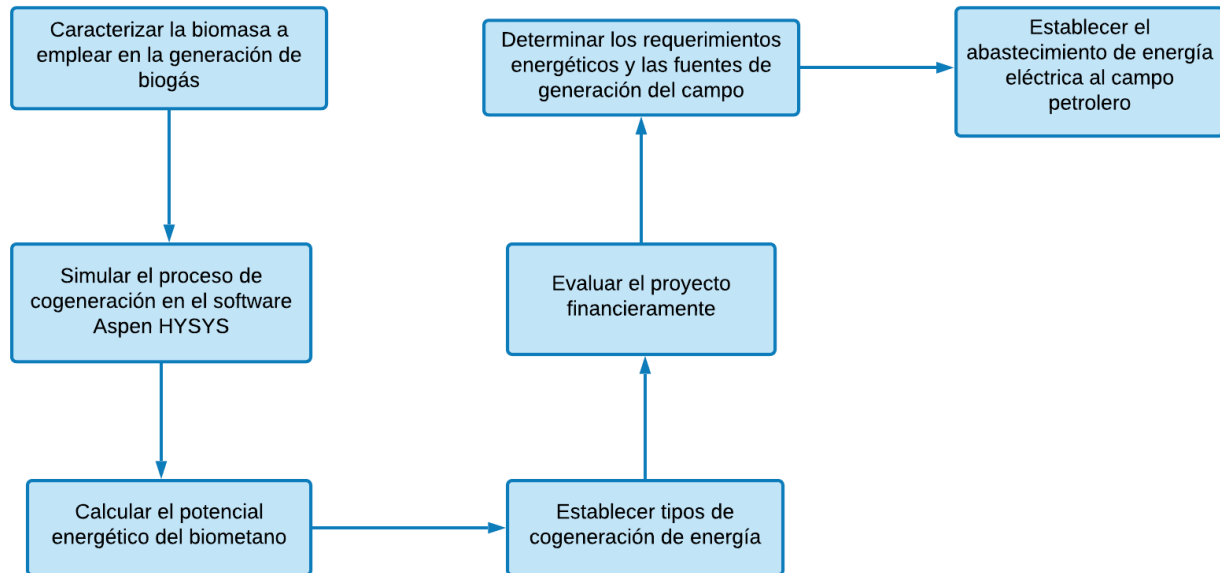 Caracterizar la biomasa a
emplear en la generación de
biogás
Simular el proceso de
cogeneración en el software
Aspen HYSYS
Calcular el potencial
energético del biometano
Establecer tipos de
cogeneración de energía
Evaluar el proyecto
financieramente
Determinar los requerimientos
energéticos y las fuentes de
generación del campo
Establecer el
abastecimiento de energía
eléctrica al campo
petrolero